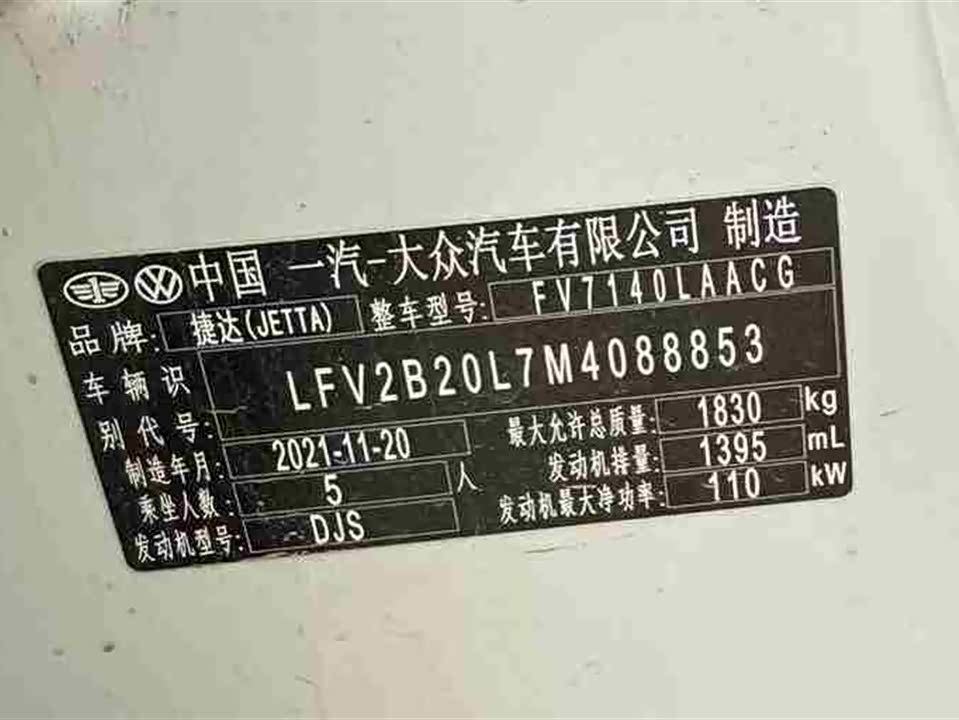 中国 一汽-大众汽车有限公司 制造
品牌: 捷达(JETTA) 整车型号: FV7140LAACG
车辆识别代号: LFV2B20L7M4088853
制造年月: 2021-11-20 最大允许总质量: 1830 kg
乘坐人数: 5 人 发动机排量: 1395 mL
发动机型号: DJS 发动机最大净功率: 110 kW